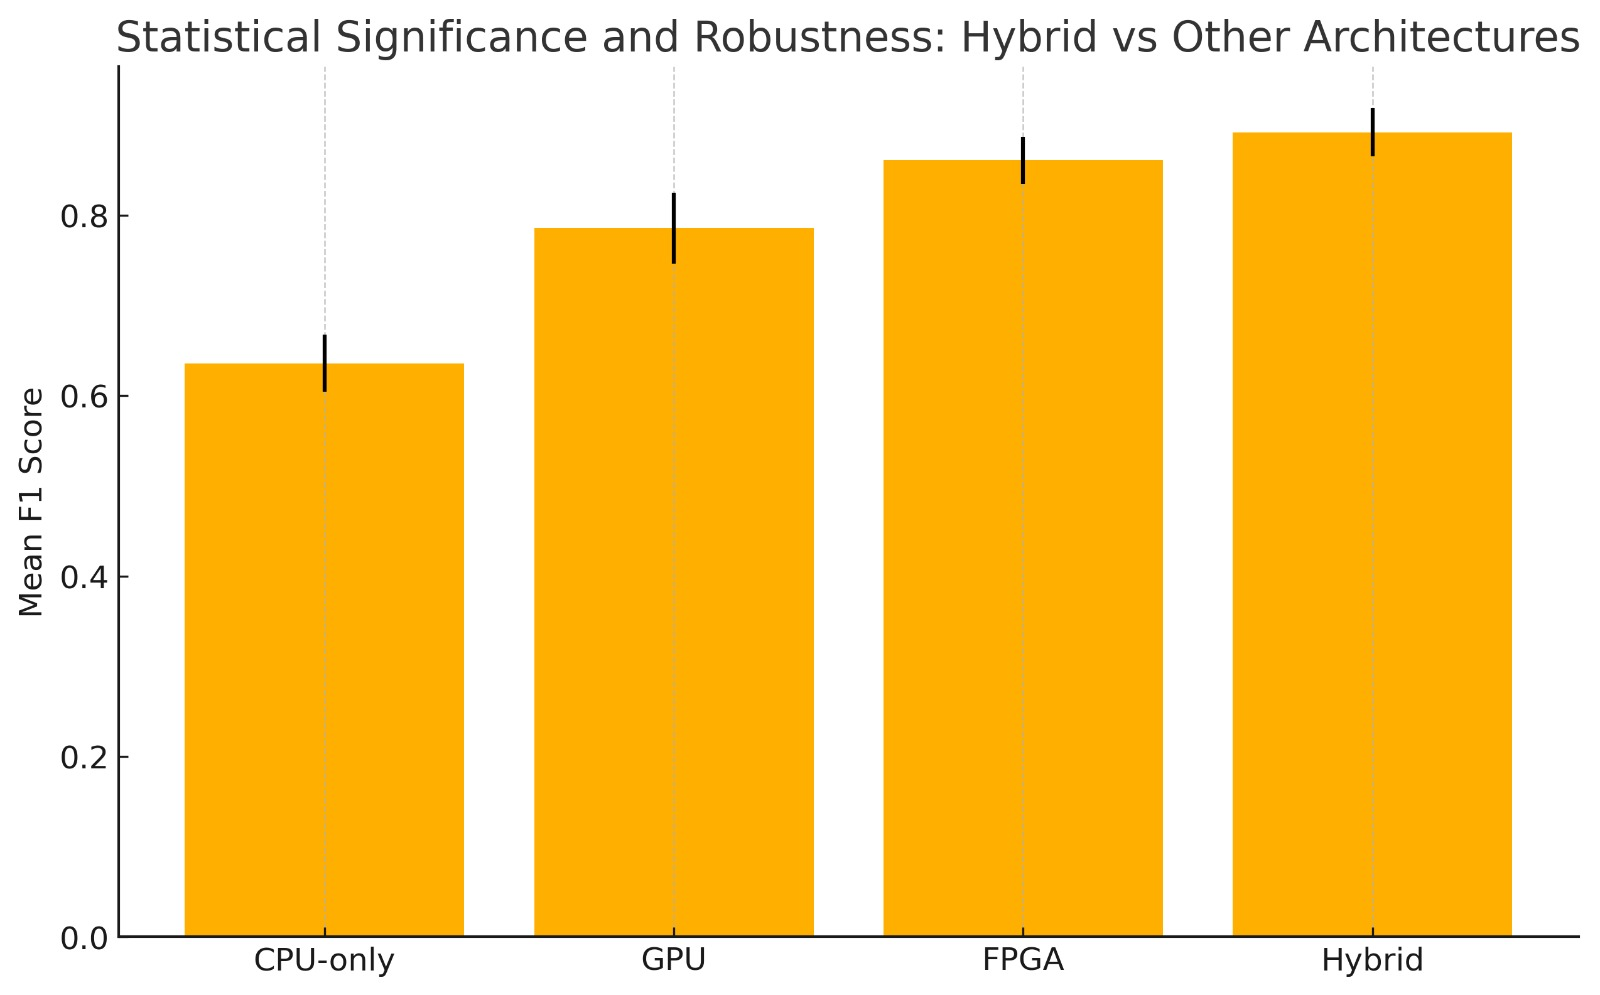 Statistical Significance and Robustness: Hybrid vs Other Architectures
Mean F1 Score
0.8
0.6
0.4
0.2
0.0
CPU-only
GPU
FPGA
Hybrid